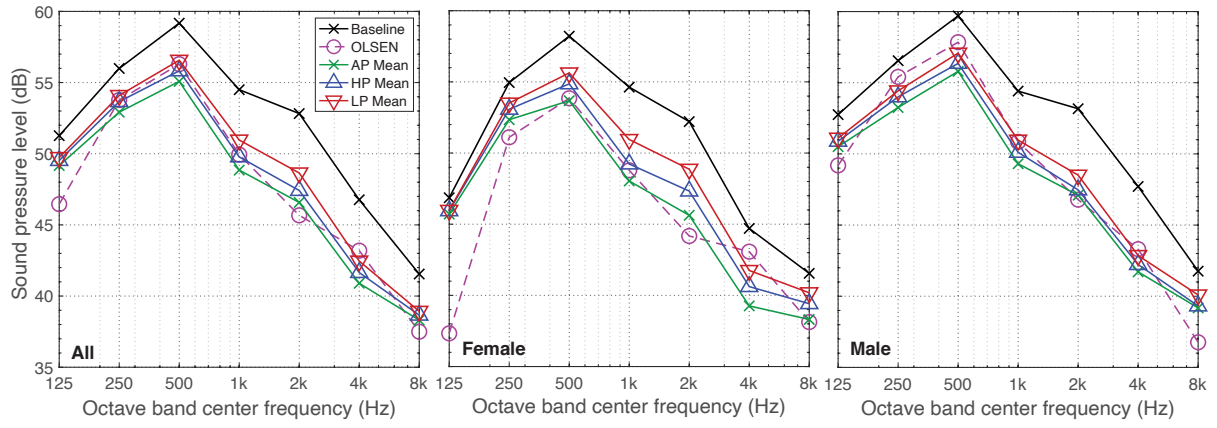 Sound pressure level (dB)
60
55
50
45
40
35
Baseline
OLSEN
AP Mean
HP Mean
LP Mean
All
125 250 500 1k 2k 4k 8k
Octave band center frequency (Hz)
Female
125 250 500 1k 2k 4k 8k
Octave band center frequency (Hz)
Male
125 250 500 1k 2k 4k 8k
Octave band center frequency (Hz)